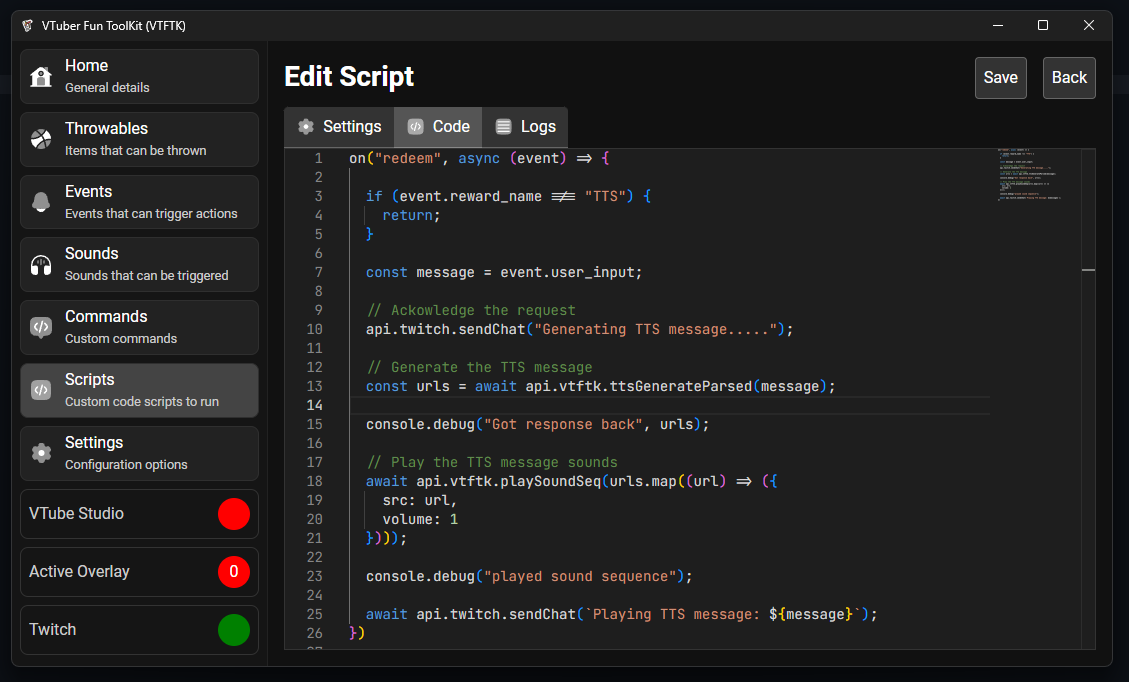 VTuber Fun ToolKit (VTFTK)
Home
General details
Throwables
Items that can be thrown
Events
Events that can trigger actions
Sounds
Sounds that can be triggered
Commands
Custom commands
Scripts
Custom code scripts to run
Settings
Configuration options
VTube Studio
Active Overlay 0
Twitch
Edit Script
Save Back
Settings Code Logs
1 on("redeem", async (event) => {
2
3 if (event.reward_name !== "TTS") {
4 return;
5 }
6
7 const message = event.user_input;
8
9 // Ackowledge the request
10 api.twitch.sendChat("Generating TTS message.....");
11
12 // Generate the TTS message
13 const urls = await api.vtftk.ttsGenerateParsed(message);
14
15 console.debug("Got response back", urls);
16
17 // Play the TTS message sounds
18 await api.vtftk.playSoundSeq(urls.map((url) => ({
19 src: url,
20 volume: 1
21 })));
22
23 console.debug("played sound sequence");
24
25 await api.twitch.sendChat(`Playing TTS message: ${message}`);
26 })